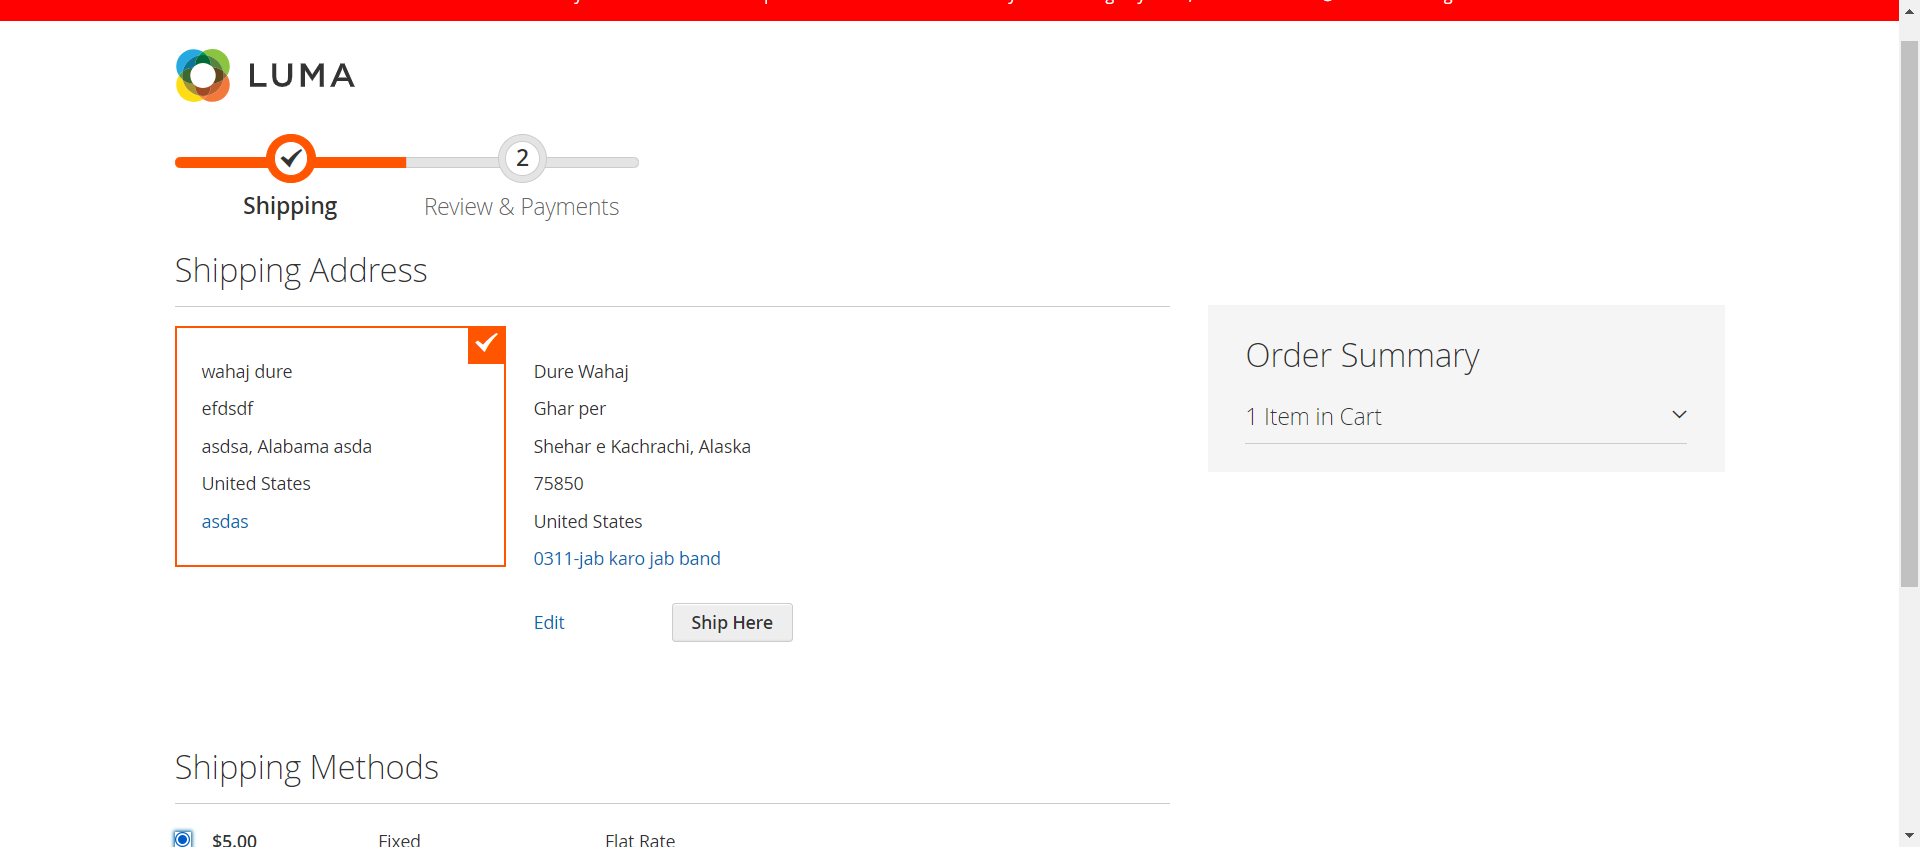 LUMA
2
Shipping
Review & Payments
Shipping Address
wahaj dure
efdsdf
asdsa, Alabama asda
United States
asdas
Dure Wahaj
Ghar per
Shehar e Kachrachi, Alaska
75850
United States
0311-jab karo jab band
Edit
Ship Here
Order Summary
1 Item in Cart
Shipping Methods
$5.00 Fixed Flat Rate